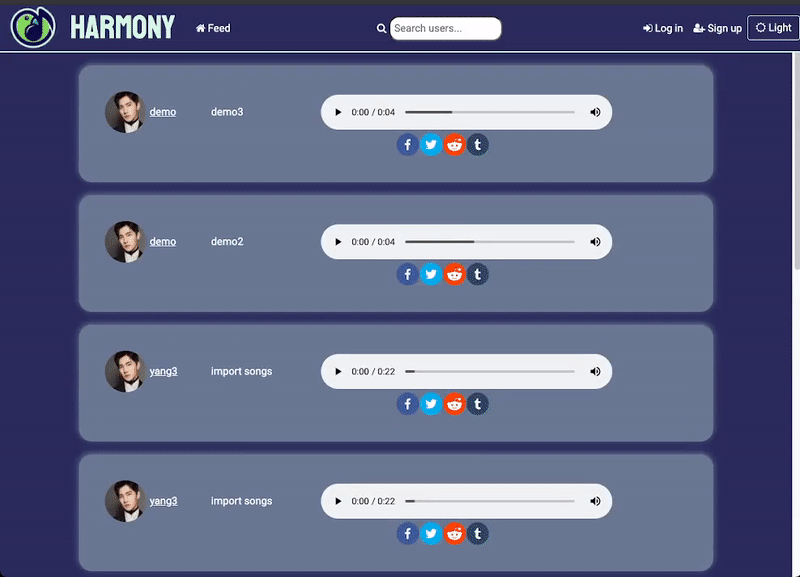 HARMONY Feed Search users... Log in Sign up Light
demo demo3 0:00 / 0:04
f t
demo demo2 0:00 / 0:04
f t
yang3 import songs 0:00 / 0:22
f t
yang3 import songs 0:00 / 0:22
f t